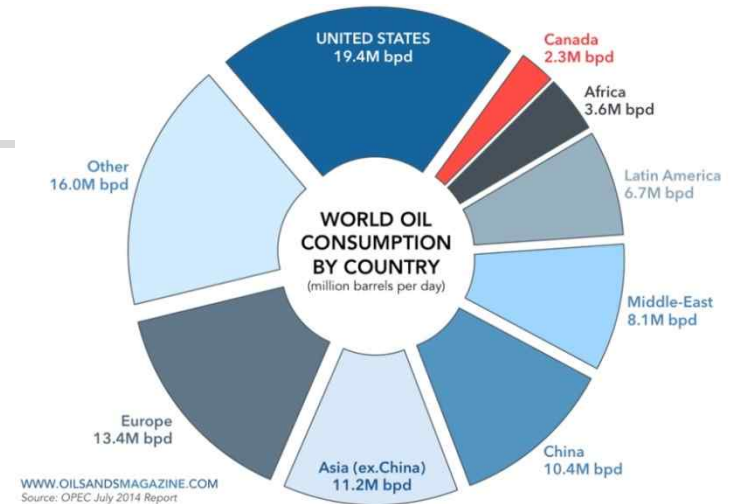 UNITED STATES
19.4M bpd
Canada
2.3M bpd
Africa
3.6M bpd
Latin America
6.7M bpd
Middle-East
8.1M bpd
China
10.4M bpd
Asia (ex.China)
11.2M bpd
Europe
13.4M bpd
Other
16.0M bpd
WORLD OIL
CONSUMPTION
BY COUNTRY
(million barrels per day)
WWW.OILSANDSMAGAZINE.COM
Source: OPEC July 2014 Report